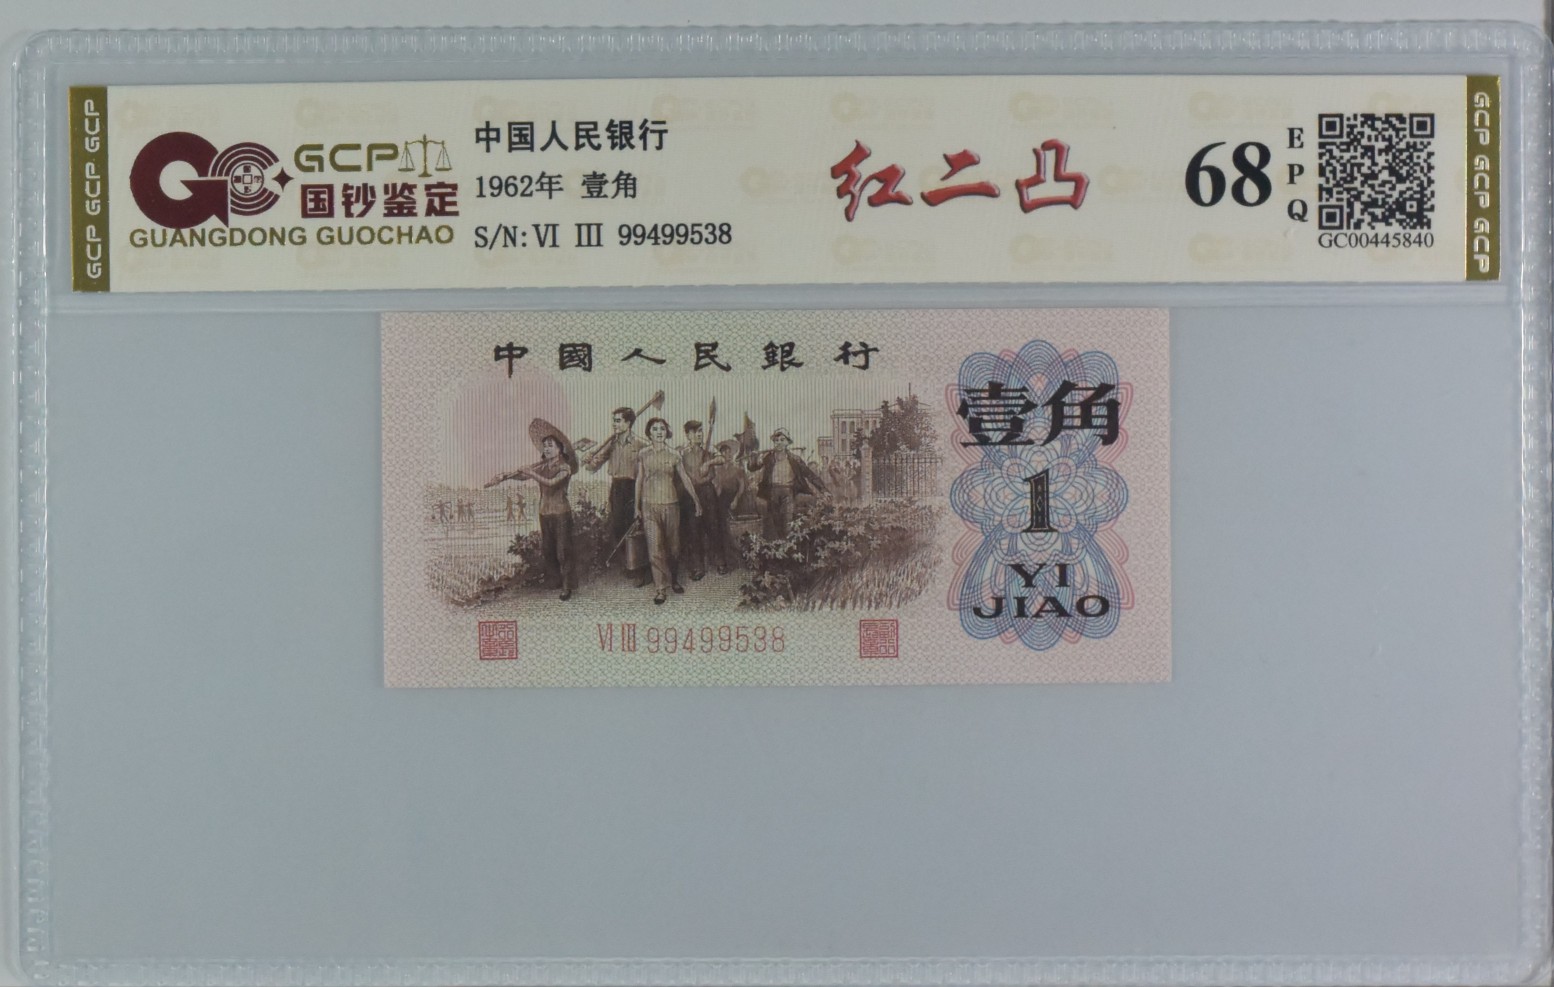 GCP GCP GCP
GCP
国钞鉴定
GUANGDONG GUOCHAO
中国人民银行
1962年 壹角
S/N: VI III 99499538
红二凸
68
EPQ
GC00445840
GCP GCP GCP
中國人民銀行
壹角
1
YI
JIAO
VI III 99499538